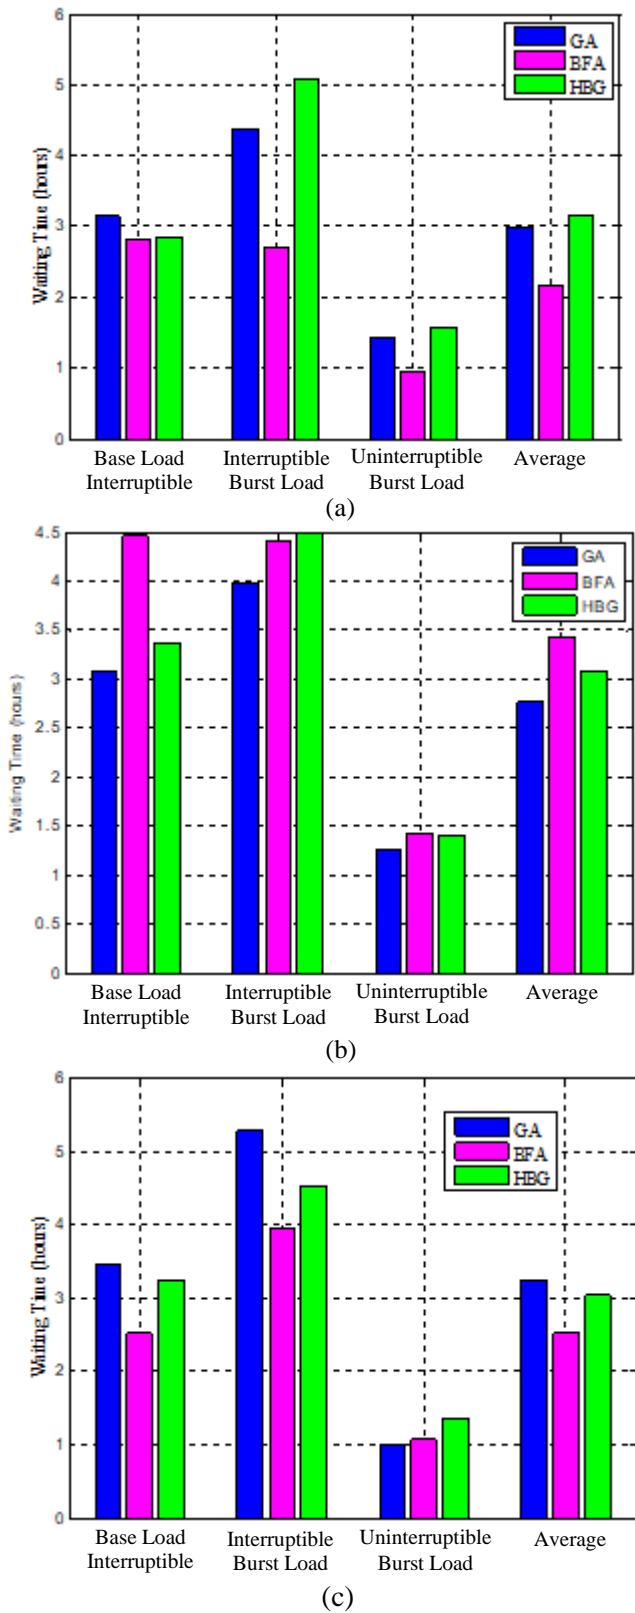 6
GA
BFA
HBG
5
4
3
2
1
0
Waiting Time (hours)
Base Load Interruptible
Interruptible Burst Load
Uninterruptible Burst Load
Average
(a)
4.5
GA
BFA
HBG
4
3.5
3
2.5
2
1.5
1
0.5
0
Waiting Time (hours)
Base Load Interruptible
Interruptible Burst Load
Uninterruptible Burst Load
Average
(b)
6
GA
BFA
HBG
5
4
3
2
1
0
Waiting Time (hours)
Base Load Interruptible
Interruptible Burst Load
Uninterruptible Burst Load
Average
(c)